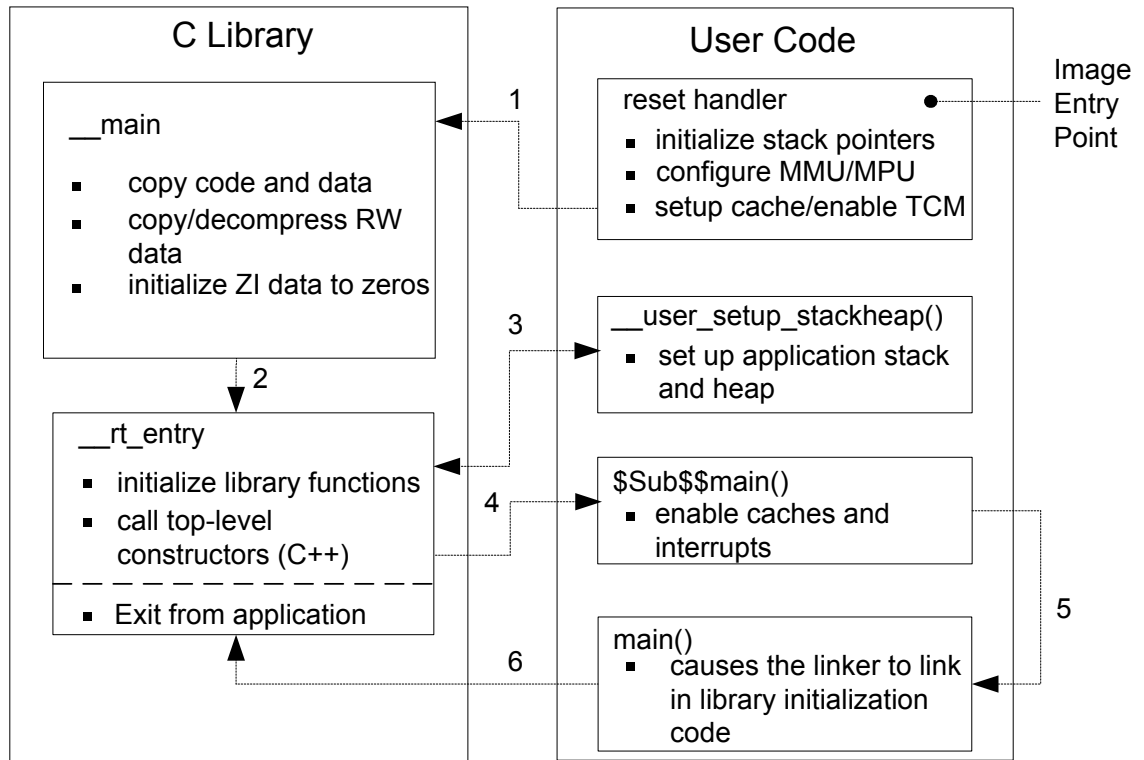 C Library
__main
▪ copy code and data
▪ copy/decompress RW
data
▪ initialize ZI data to zeros
2
__rt_entry
▪ initialize library functions
▪ call top-level
constructors (C++)
▪ Exit from application
1
3
4
6
User Code
reset handler
▪ initialize stack pointers
▪ configure MMU/MPU
▪ setup cache/enable TCM
__user_setup_stackheap()
▪ set up application stack
and heap
$Sub$$main()
▪ enable caches and
interrupts
5
main()
▪ causes the linker to link
in library initialization
code
Image
Entry
Point